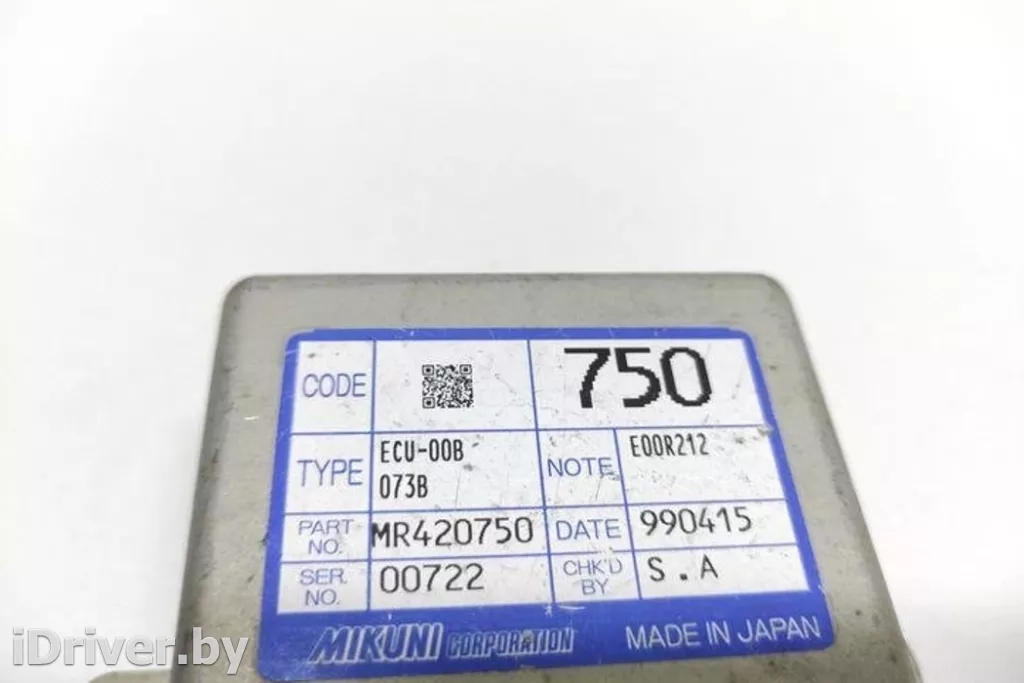 CODE 750
TYPE ECU-00B 073B NOTE E00R212
PART NO. MR420750 DATE 990415
SER. NO. 00722 CHK'D BY S.A
MIKUNI CORPORATION MADE IN JAPAN
iDriver.by